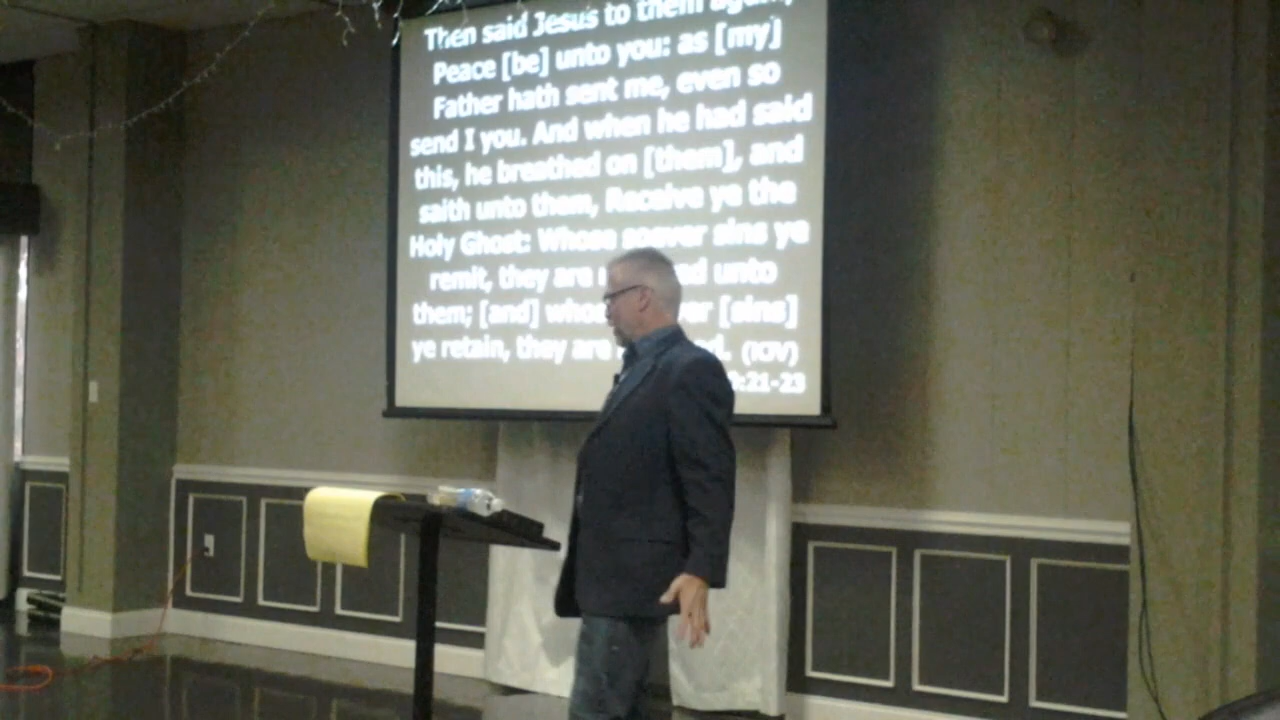 Then said Jesus to them again,
Peace [be] unto you: as [my]
Father hath sent me, even so
send I you. And when he had said
this, he breathed on [them], and
saith unto them, Receive ye the
Holy Ghost: Whose soever sins ye
remit, they are unto
them; [and] [sins]
ye retain, they are
:21-23